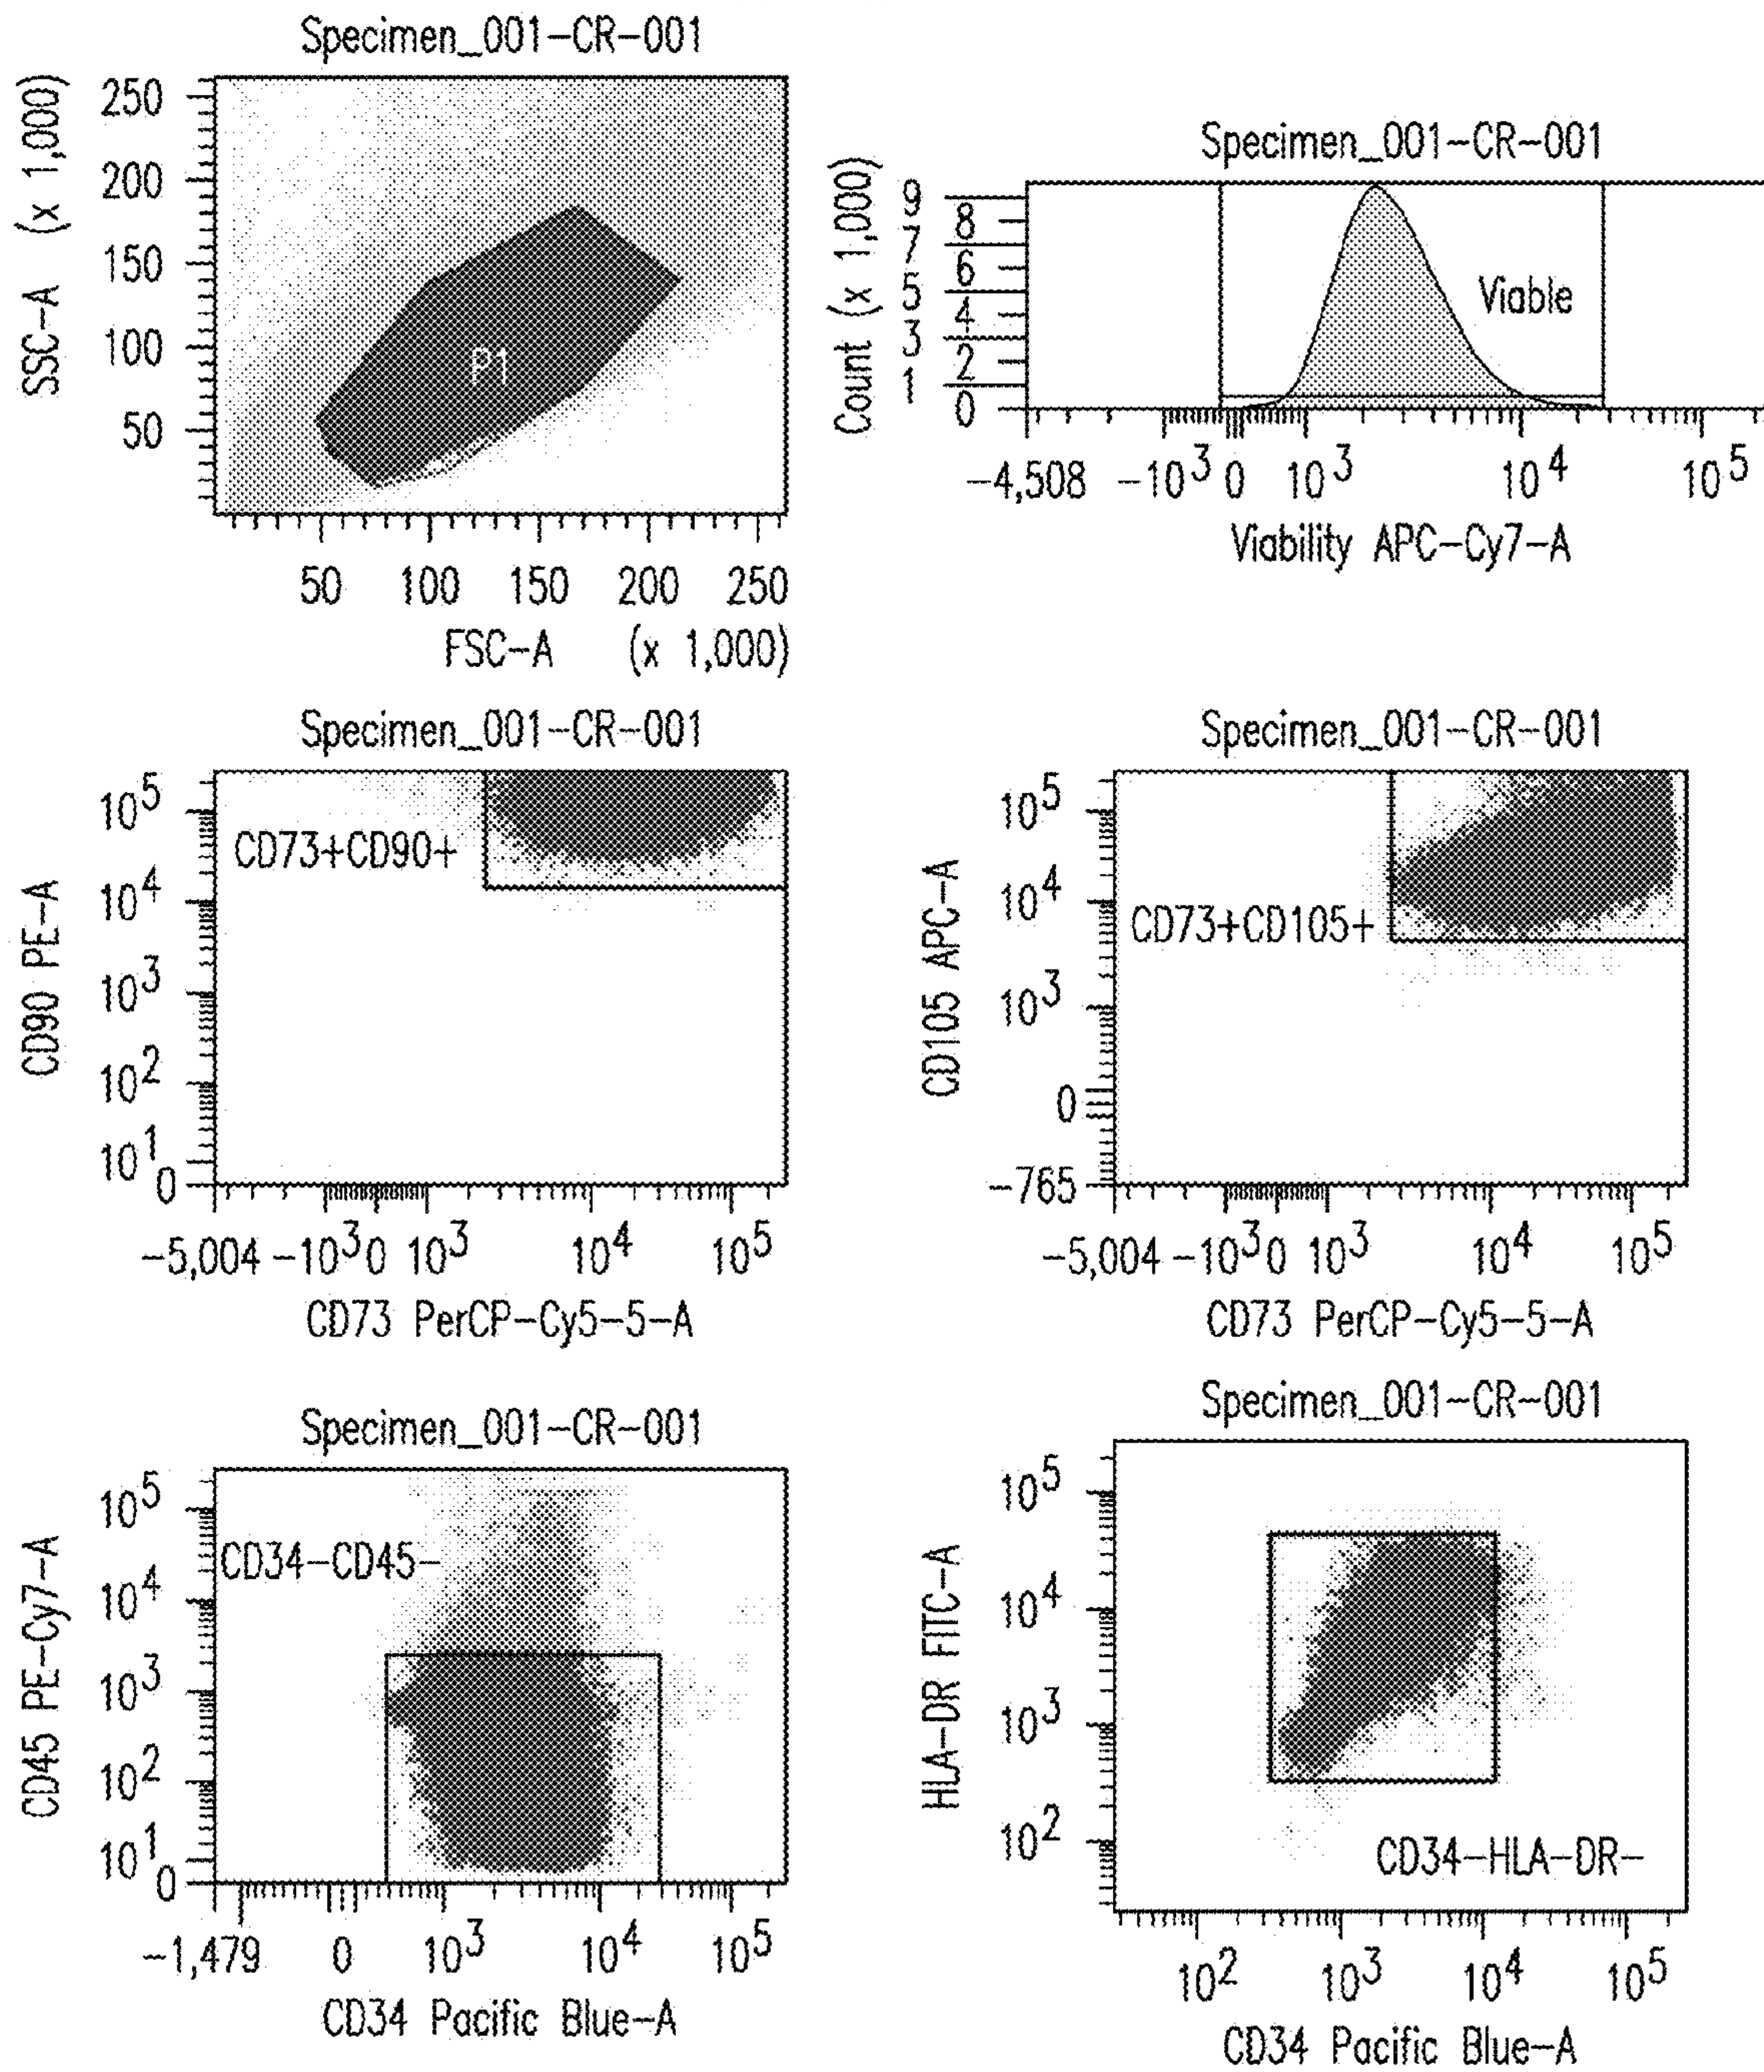 Specimen_001-CR-001
SSC-A (x 1,000)
250
200
150
100
50
P1
50 100 150 200 250
FSC-A (x 1,000)
Specimen_001-CR-001
Count (x 1,000)
9
8
7
6
5
4
3
2
1
0
Viable
-4,508 -10³ 0 10³ 10⁴ 10⁵
Viability APC-Cy7-A
Specimen_001-CR-001
CD90 PE-A
10⁵
CD73+CD90+
10⁴
10³
10²
10¹
0
-5,004 -10³ 0 10³ 10⁴ 10⁵
CD73 PerCP-Cy5-5-A
Specimen_001-CR-001
CD105 APC-A
10⁵
10⁴
CD73+CD105+
10³
0
-765
-5,004 -10³ 0 10³ 10⁴ 10⁵
CD73 PerCP-Cy5-5-A
Specimen_001-CR-001
CD45 PE-Cy7-A
10⁵
CD34-CD45-
10⁴
10³
10²
10¹
0
-1,479 0 10³ 10⁴ 10⁵
CD34 Pacific Blue-A
Specimen_001-CR-001
HLA-DR FITC-A
10⁵
10⁴
10³
10²
CD34-HLA-DR-
10² 10³ 10⁴ 10⁵
CD34 Pacific Blue-A